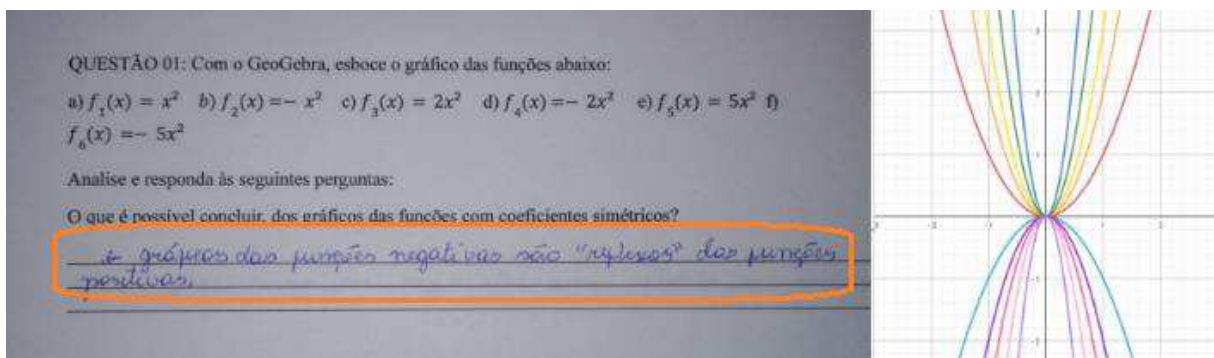 QUESTÃO 01: Com o GeoGebra, esboce o gráfico das funções abaixo:
a) f₁(x) = x² b) f₂(x) =− x² c) f₃(x) = 2x² d) f₄(x) =− 2x² e) f₅(x) = 5x² f)
f₆(x) =− 5x²
Analise e responda às seguintes perguntas:
O que é possível concluir, dos gráficos das funções com coeficientes simétricos?
gráficos das funções negativas são "reflexos" das funções
positivas.